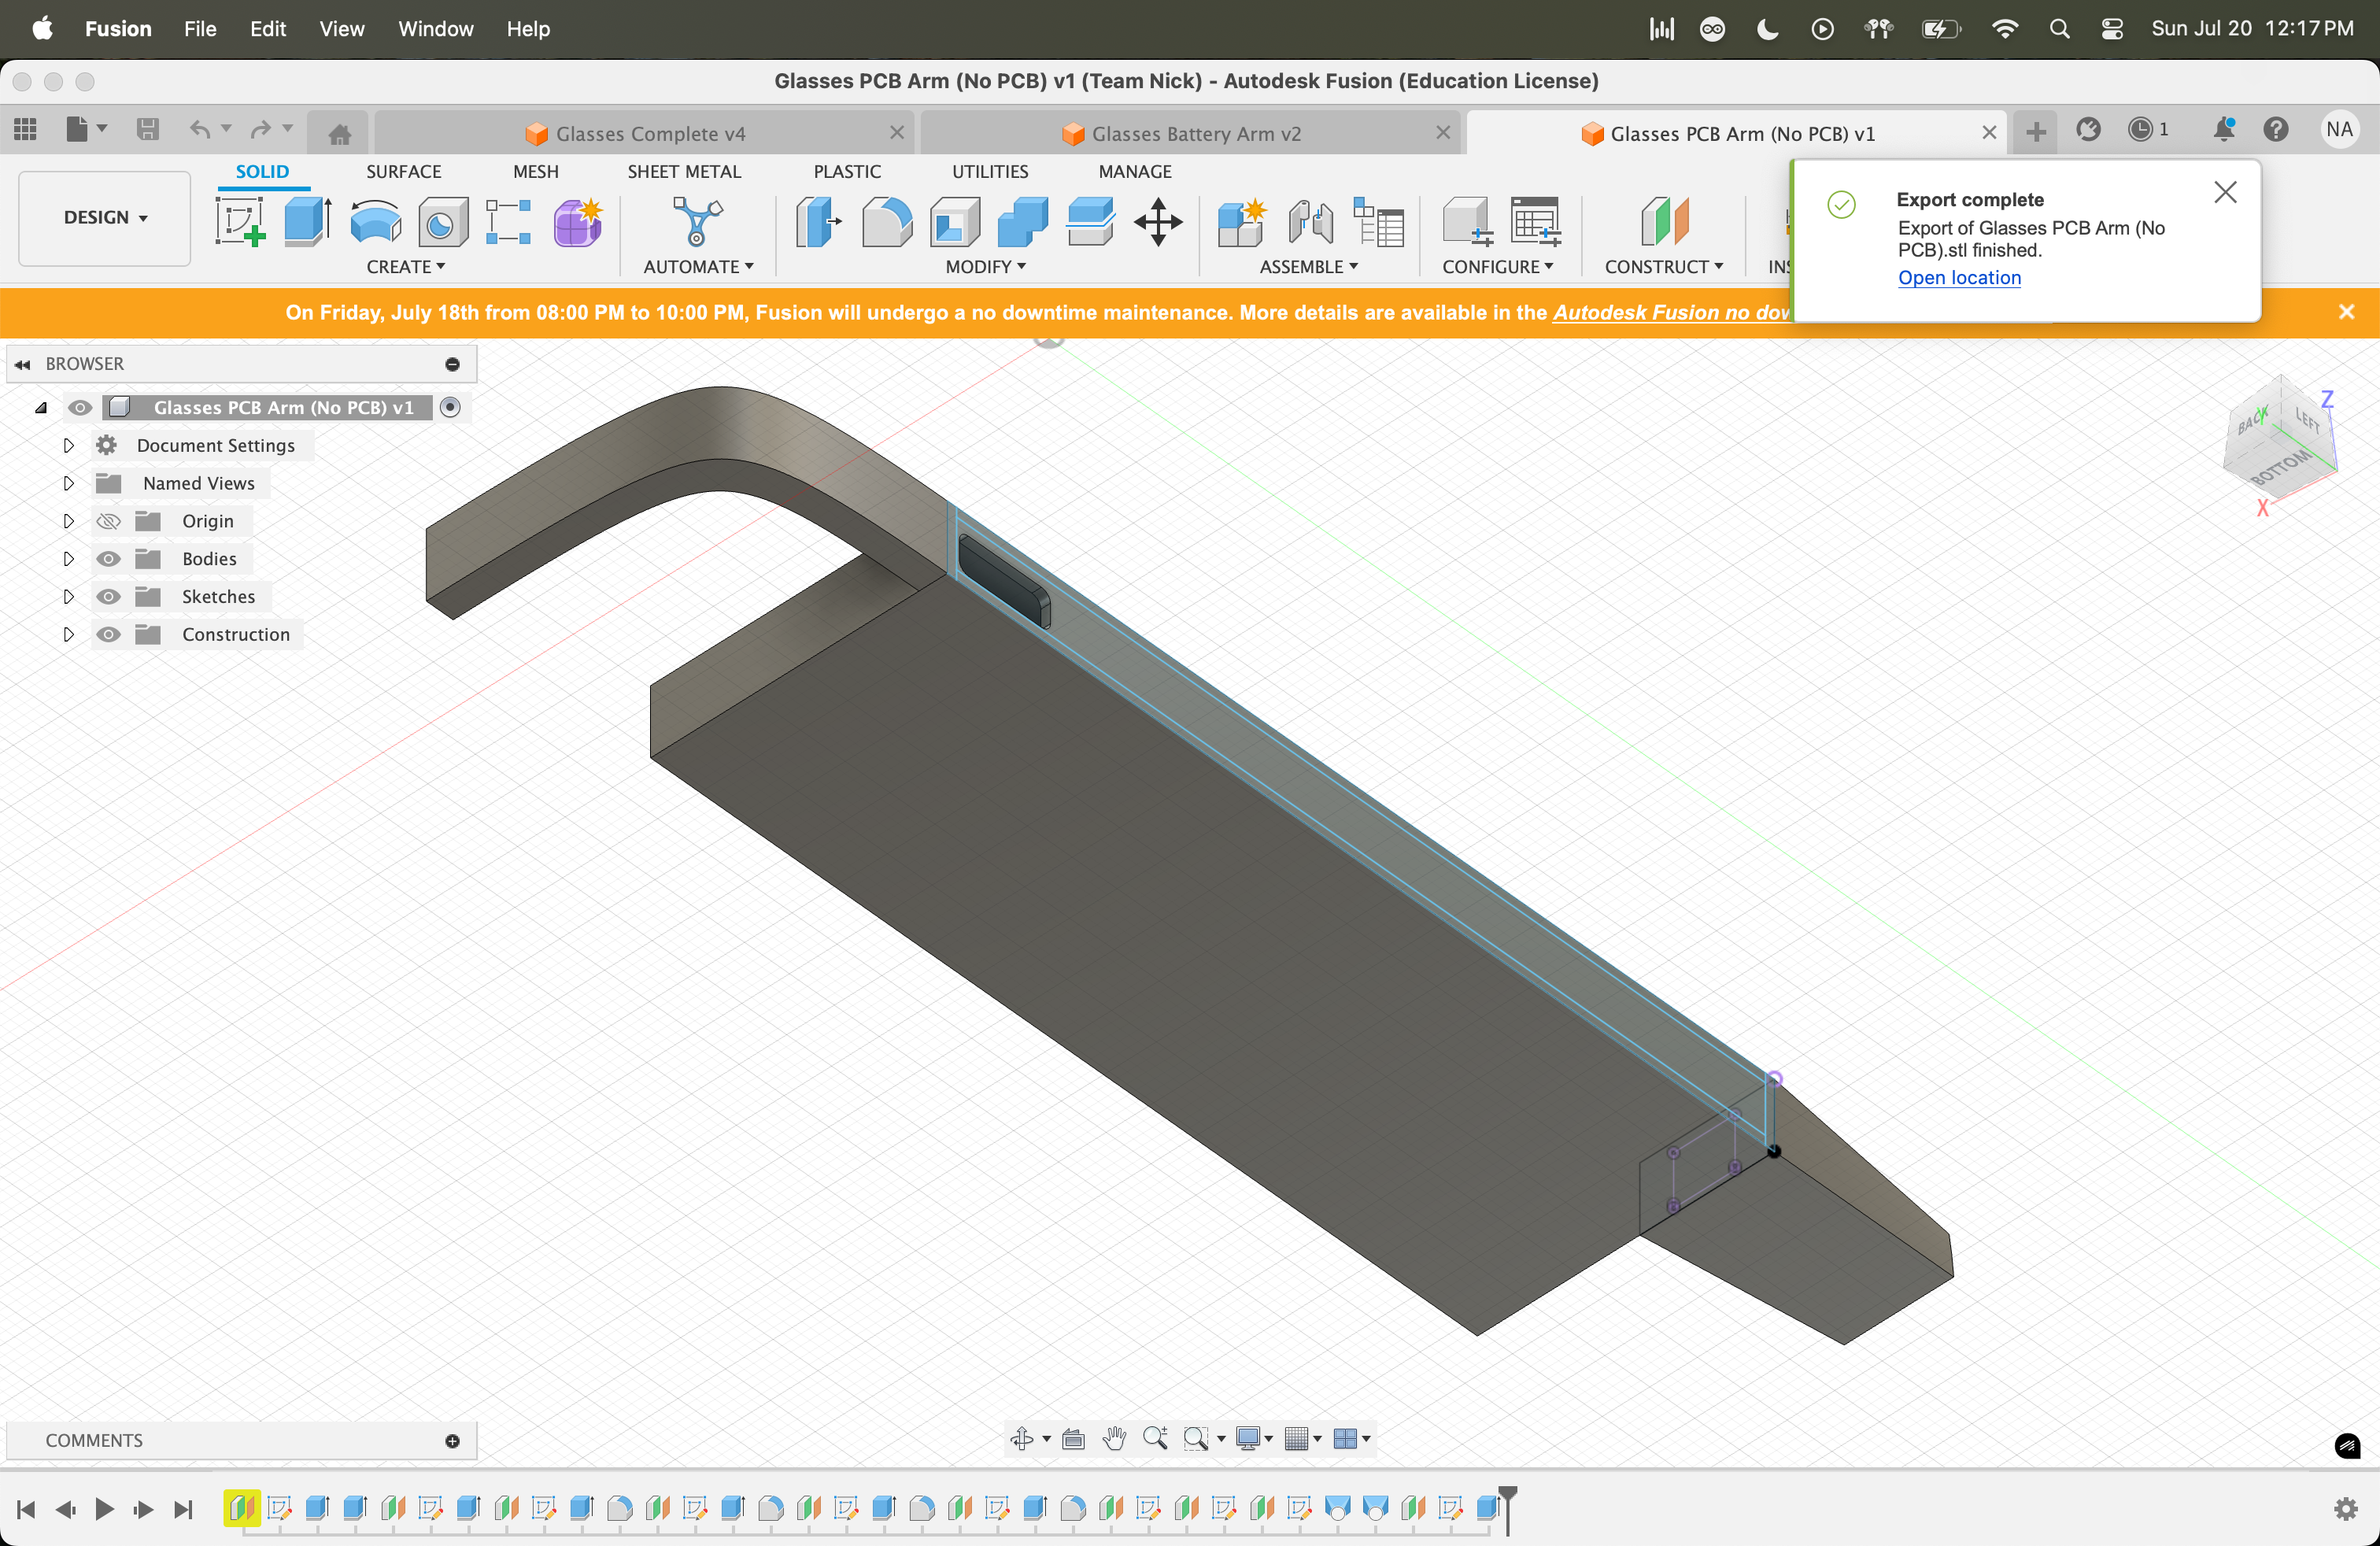 Fusion File Edit View Window Help Sun Jul 20 12:17 PM
Glasses PCB Arm (No PCB) v1 (Team Nick) - Autodesk Fusion (Education License)
Glasses Complete v4 Glasses Battery Arm v2 Glasses PCB Arm (No PCB) v1 1 NA
SOLID SURFACE MESH SHEET METAL PLASTIC UTILITIES MANAGE
DESIGN
CREATE AUTOMATE MODIFY ASSEMBLE CONFIGURE CONSTRUCT INS
Export complete
Export of Glasses PCB Arm (No
PCB).stl finished.
Open location
On Friday, July 18th from 08:00 PM to 10:00 PM, Fusion will undergo a no downtime maintenance. More details are available in the Autodesk Fusion no dow
BROWSER
Glasses PCB Arm (No PCB) v1
Document Settings
Named Views
Origin
Bodies
Sketches
Construction
Z
BACK
Y
LEFT
BOTTOM
X
COMMENTS